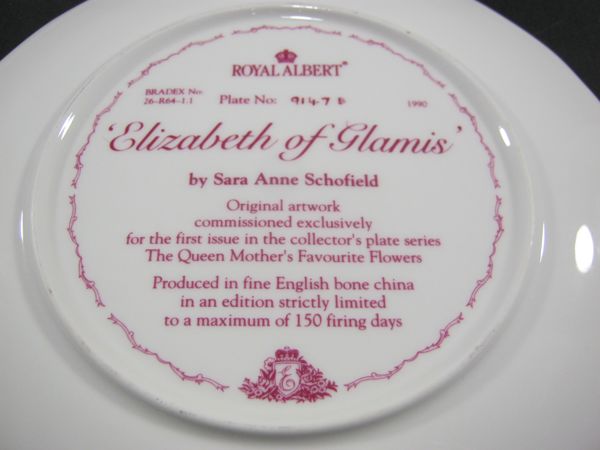 ROYAL ALBERT®
BRADEX No.
26-R64-1.1
Plate No: 9147 E
1990
'Elizabeth of Glamis'
by Sara Anne Schofield
Original artwork
commissioned exclusively
for the first issue in the collector's plate series
The Queen Mother's Favourite Flowers
Produced in fine English bone china
in an edition strictly limited
to a maximum of 150 firing days
E